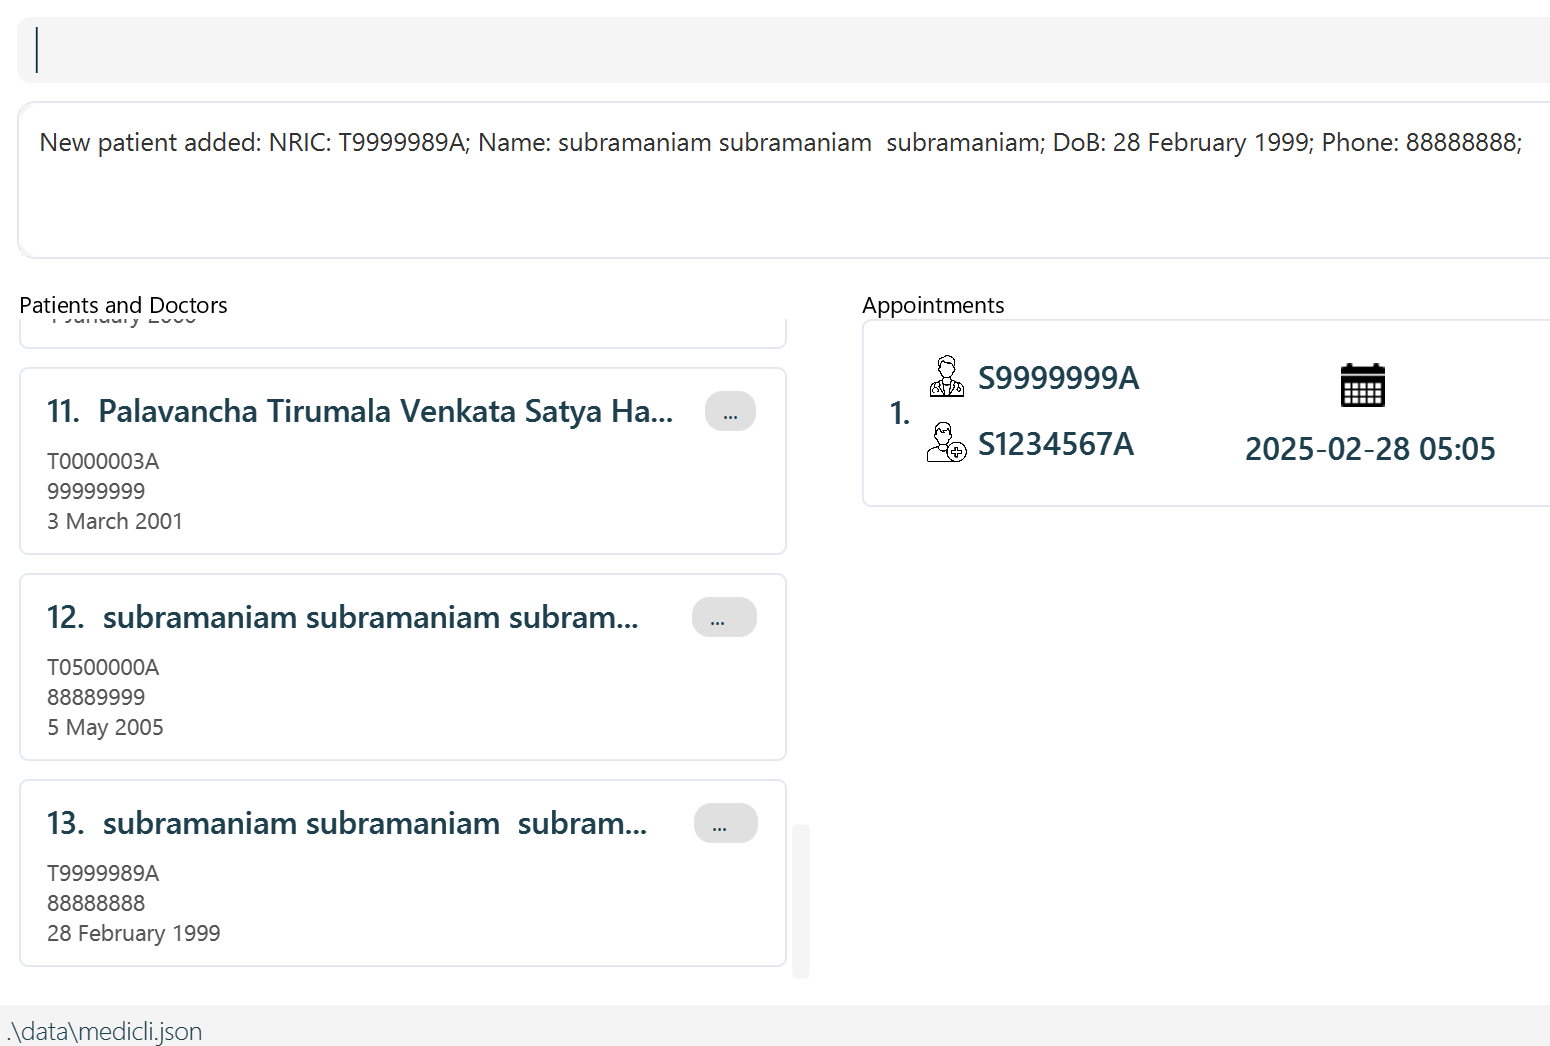 New patient added: NRIC: T9999989A; Name: subramaniam subramaniam  subramaniam; DoB: 28 February 1999; Phone: 88888888;
Patients and Doctors
11. Palavancha Tirumala Venkata Satya Ha...
...
T0000003A
99999999
3 March 2001
12. subramaniam subramaniam subram...
...
T0500000A
88889999
5 May 2005
13. subramaniam subramaniam  subram...
...
T9999989A
88888888
28 February 1999
Appointments
1.
S9999999A
S1234567A
2025-02-28 05:05
.\data\medicli.json